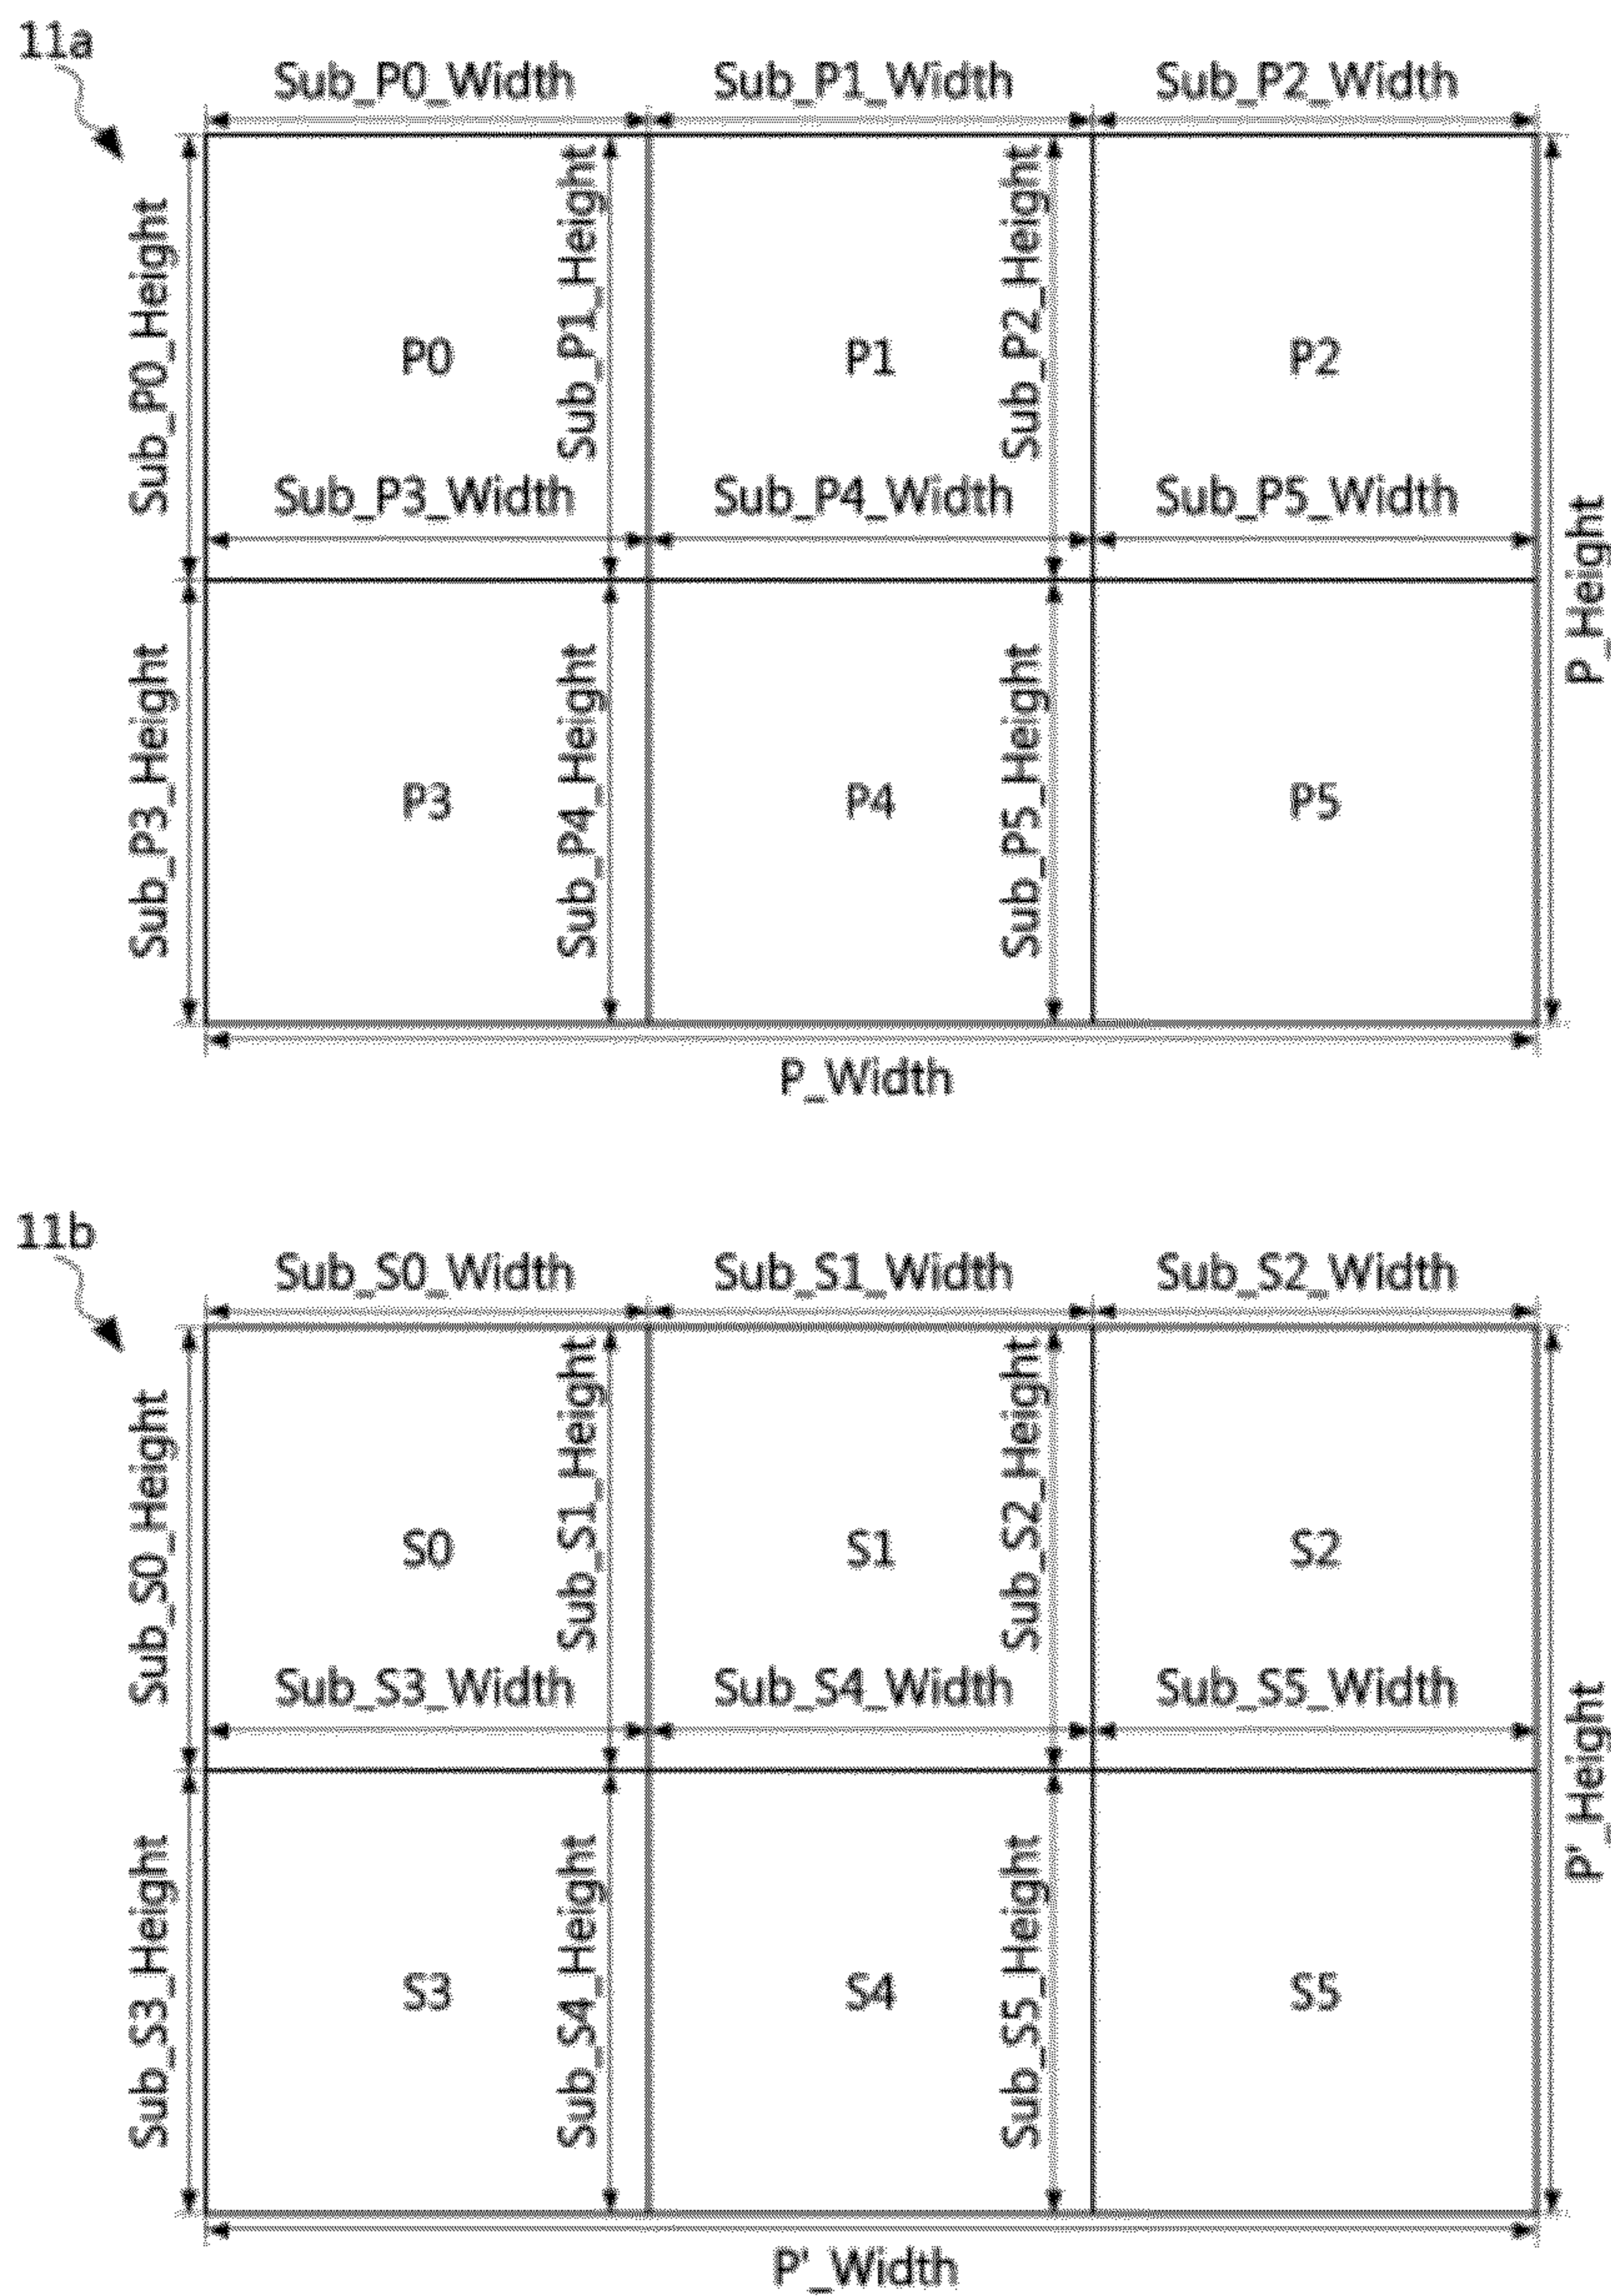 11a
Sub_P0_Width Sub_P1_Width Sub_P2_Width
Sub_P0_Height Sub_P1_Height Sub_P2_Height
P0 P1 P2
Sub_P3_Width Sub_P4_Width Sub_P5_Width
P_Height
Sub_P3_Height Sub_P4_Height Sub_P5_Height
P3 P4 P5
P_Width
11b
Sub_S0_Width Sub_S1_Width Sub_S2_Width
Sub_S0_Height Sub_S1_Height Sub_S2_Height
S0 S1 S2
Sub_S3_Width Sub_S4_Width Sub_S5_Width
P'_Height
Sub_S3_Height Sub_S4_Height Sub_S5_Height
S3 S4 S5
P'_Width